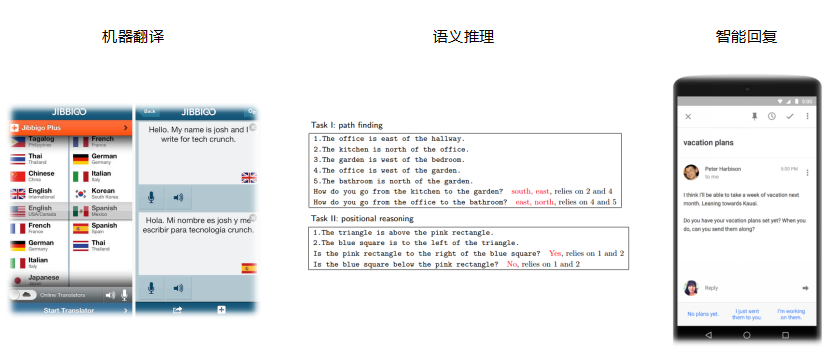 机器翻译
语义推理
智能回复
JIBBIGO
Jibbigo Plus
Tagalog
Philippines
French
France
Thai
Thailand
German
Germany
Chinese
China
Italian
Italy
English
International
Korean
South Korea
English
USA/Canada
Spanish
Mexico
French
France
Spanish
Spain
German
Germany
Thai
Thailand
Italian
Italy
Japanese
Japan
Online Translators
Start Translator
Back
JIBBIGO
Hello. My name is josh and I
write for tech crunch.
Hola. Mi nombre es josh y me
escribir para tecnología crunch.
Task I: path finding
1.The office is east of the hallway.
2.The kitchen is north of the office.
3.The garden is west of the bedroom.
4.The office is west of the garden.
5.The bathroom is north of the garden.
How do you go from the kitchen to the garden? south, east, relies on 2 and 4
How do you go from the office to the bathroom? east, north, relies on 4 and 5
Task II: positional reasoning
1.The triangle is above the pink rectangle.
2.The blue square is to the left of the triangle.
Is the pink rectangle to the right of the blue square? Yes, relies on 1 and 2
Is the blue square below the pink rectangle? No, relies on 1 and 2
5:00
vacation plans
Peter Harbison
5:00 PM
to me
I think I'll be able to take a week of vacation next
month. Leaning towards Kauai.
Do you have your vacation plans set yet? When you
do, can you send them along?
Reply
No plans yet.
I just sent
them to you.
I'm working
on them.